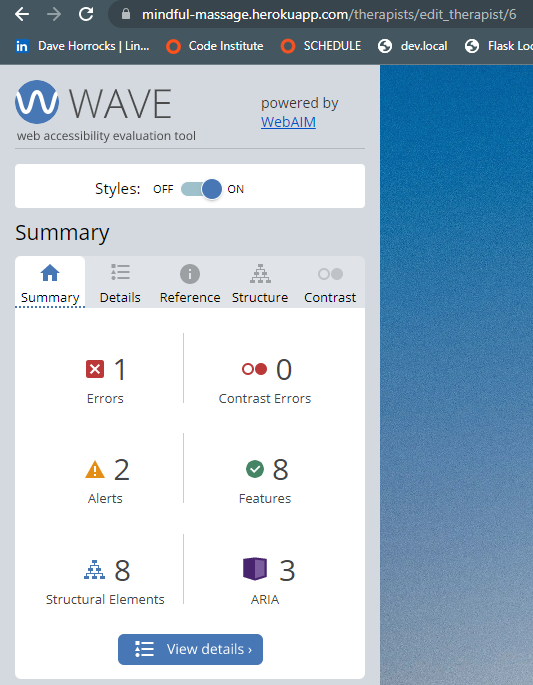 mindful-massage.herokuapp.com/therapists/edit_therapist/6
in Dave Horrocks | Lin... Code Institute SCHEDULE dev.local Flask Loc
WAVE
web accessibility evaluation tool
powered by
WebAIM
Styles: OFF ON
Summary
Summary Details Reference Structure Contrast
1 0
Errors Contrast Errors
2 8
Alerts Features
8 3
Structural Elements ARIA
View details ›